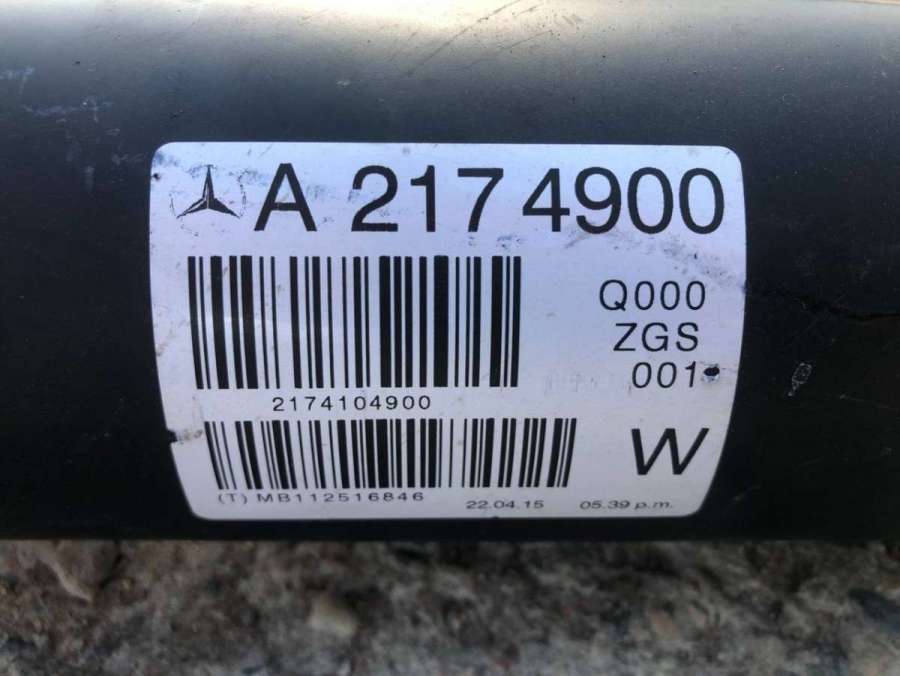 A 217 4900
Q000
ZGS
001
2174104900
W
(T) MB112516846 22.04.15 05.39 p.m.